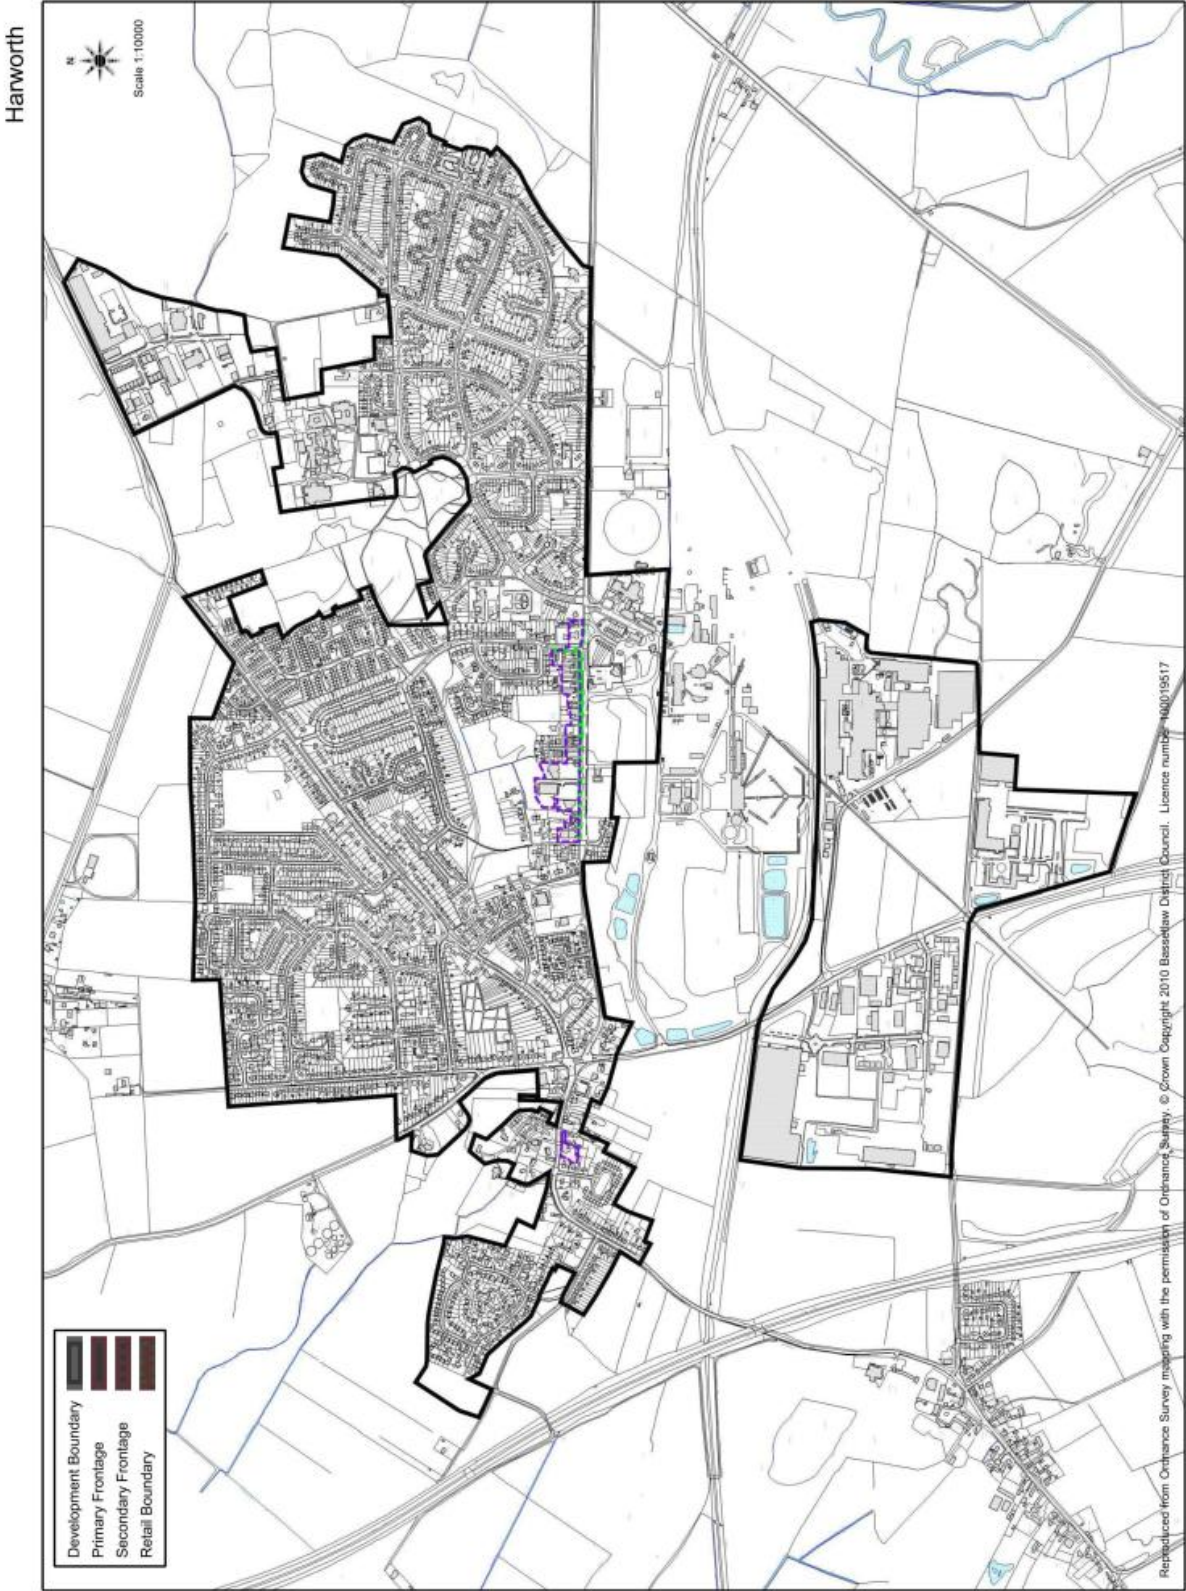 Harworth
N
Scale 1:10000
Development Boundary
Primary Frontage
Secondary Frontage
Retail Boundary
Reproduced from Ordnance Survey mapping with the permission of Ordnance Survey. © Crown Copyright 2010 Bassetlaw District Council. Licence number 100019517